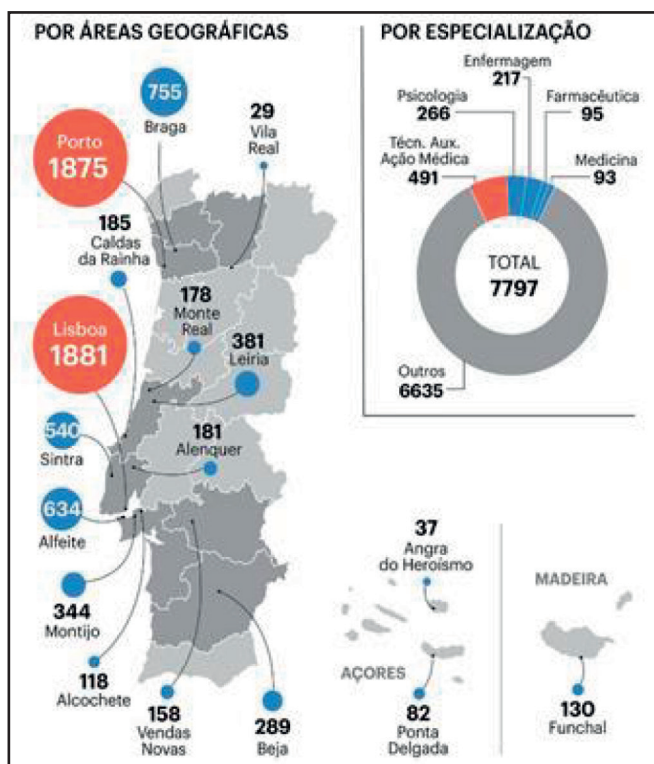 POR ÁREAS GEOGRÁFICAS
755
Braga
29
Vila
Real
Porto
1875
185
Caldas
da Rainha
178
Monte
Real
Lisboa
1881
381
Leiria
540
Sintra
181
Alenquer
634
Alfeite
344
Montijo
118
Alcochete
158
Vendas
Novas
289
Beja
POR ESPECIALIZAÇÃO
Enfermagem
217
Psicologia
266
Farmacêutica
95
Técn. Aux.
Ação Médica
491
Medicina
93
TOTAL
7797
Outros
6635
37
Angra
do Heroísmo
AÇORES
82
Ponta
Delgada
MADEIRA
130
Funchal